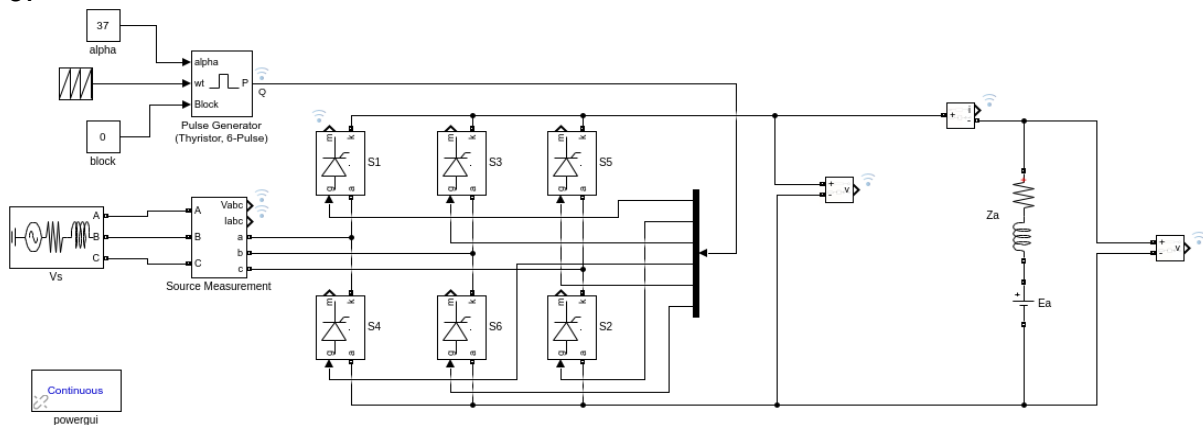 37
alpha
alpha
wt
Block
P
Q
Pulse Generator
(Thyristor, 6-Pulse)
0
block
m
k
g
a
S1
m
k
g
a
S3
m
k
g
a
S5
+
i
-
+
-
v
A
B
C
Vs
A
B
C
Vabc
Iabc
a
b
c
Source Measurement
+
Za
+
Ea
+
-
v
m
k
g
a
S4
m
k
g
a
S6
m
k
g
a
S2
Continuous
powergui